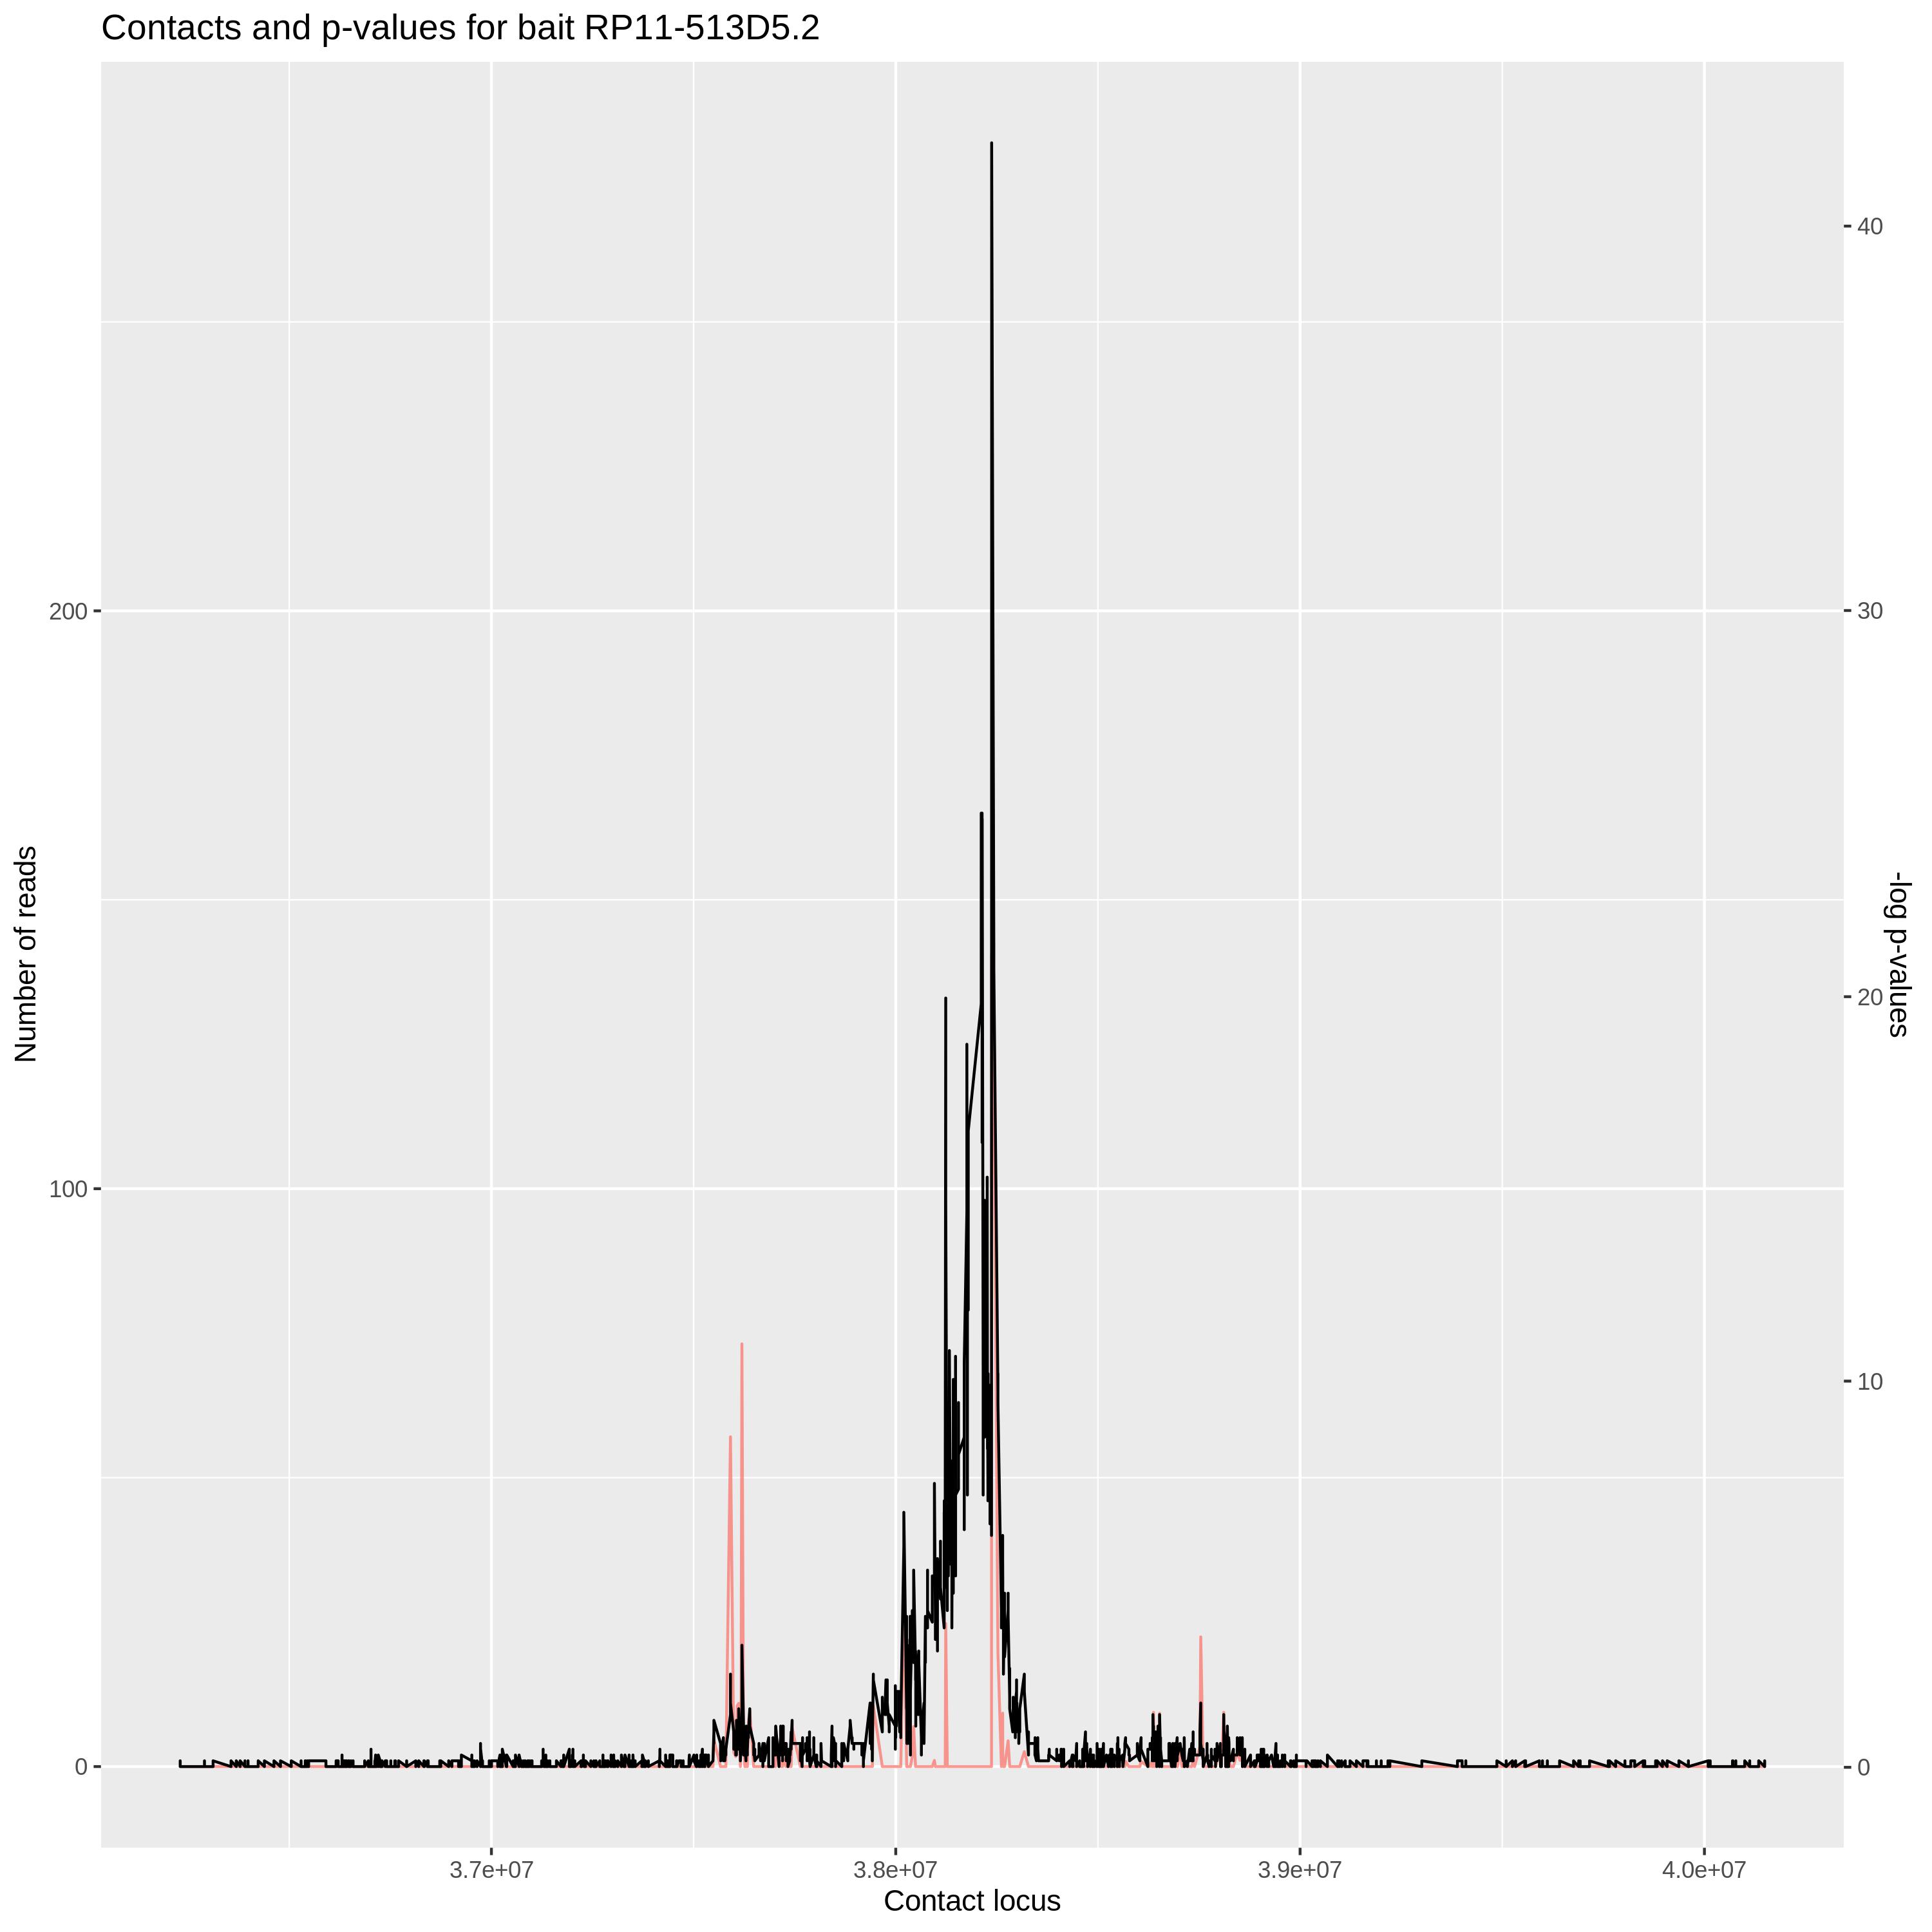 Contacts and p-values for bait RP11-513D5.2
Number of reads
200
100
0
40
30
20
10
0
-log p-values
3.7e+07
3.8e+07
3.9e+07
4.0e+07
Contact locus